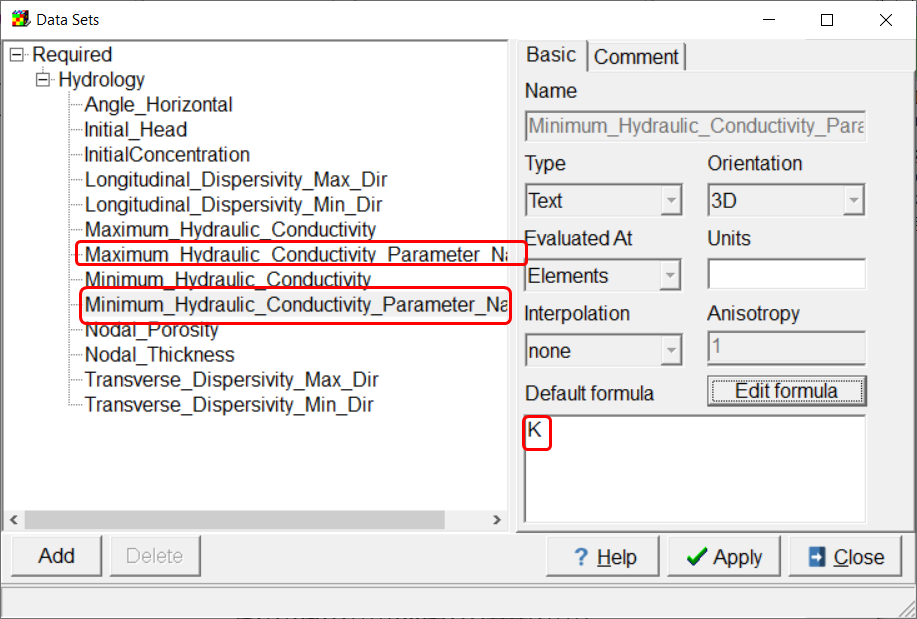 Data Sets
Required
Hydrology
Angle_Horizontal
Initial_Head
InitialConcentration
Longitudinal_Dispersivity_Max_Dir
Longitudinal_Dispersivity_Min_Dir
Maximum_Hydraulic_Conductivity
Maximum_Hydraulic_Conductivity_Parameter_Na
Minimum_Hydraulic_Conductivity
Minimum_Hydraulic_Conductivity_Parameter_Na
Nodal_Porosity
Nodal_Thickness
Transverse_Dispersivity_Max_Dir
Transverse_Dispersivity_Min_Dir
Add
Delete
Basic
Comment
Name
Minimum_Hydraulic_Conductivity_Para
Type
Orientation
Text
3D
Evaluated At
Units
Elements
Interpolation
Anisotropy
none
1
Default formula
Edit formula
K
? Help
Apply
Close